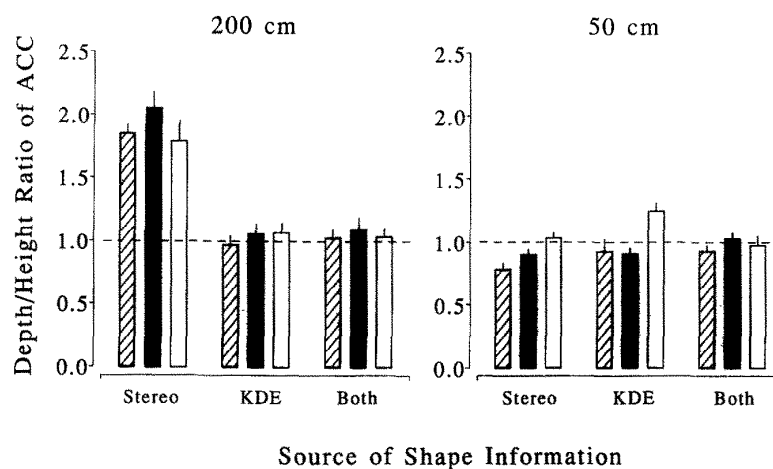 200 cm
50 cm
Depth/Height Ratio of ACC
2.5
2.0
1.5
1.0
0.5
0.0
Stereo KDE Both
2.5
2.0
1.5
1.0
0.5
0.0
Stereo KDE Both
Source of Shape Information